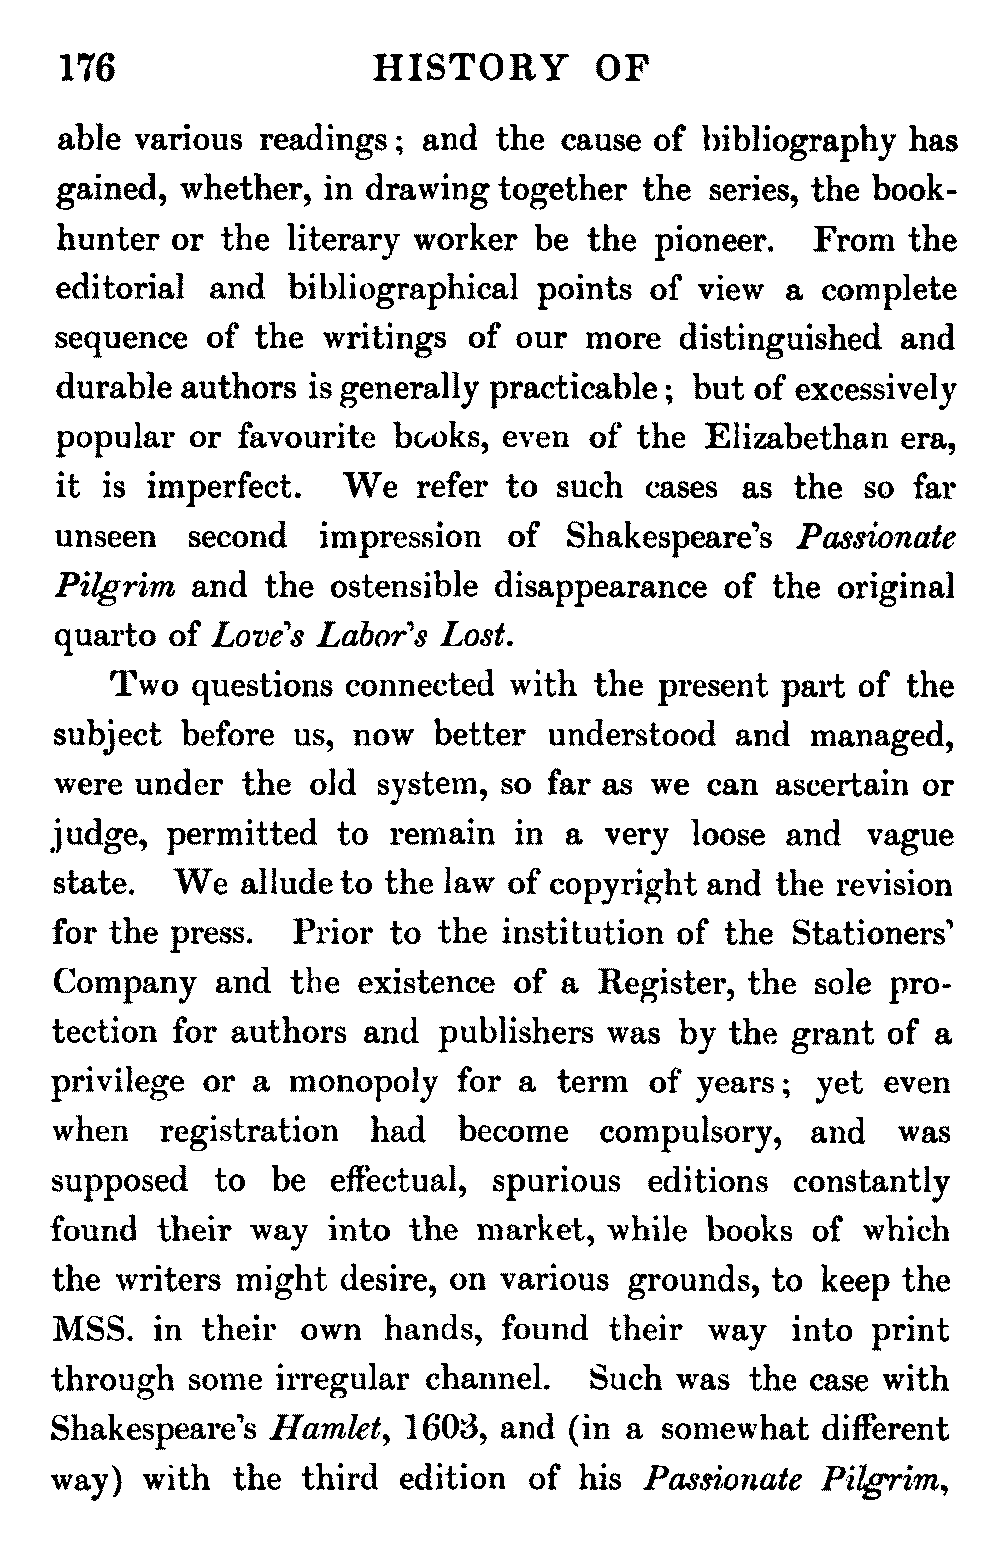 176 HISTORY OF
able various readings; and the cause of bibliography has
gained, whether, in drawing together the series, the book-
hunter or the literary worker be the pioneer. From the
editorial and bibliographical points of view a complete
sequence of the writings of our more distinguished and
durable authors is generally practicable; but of excessively
popular or favourite books, even of the Elizabethan era,
it is imperfect. We refer to such cases as the so far
unseen second impression of Shakespeare's Passionate
Pilgrim and the ostensible disappearance of the original
quarto of Love's Labor's Lost.
Two questions connected with the present part of the
subject before us, now better understood and managed,
were under the old system, so far as we can ascertain or
judge, permitted to remain in a very loose and vague
state. We allude to the law of copyright and the revision
for the press. Prior to the institution of the Stationers'
Company and the existence of a Register, the sole pro-
tection for authors and publishers was by the grant of a
privilege or a monopoly for a term of years; yet even
when registration had become compulsory, and was
supposed to be effectual, spurious editions constantly
found their way into the market, while books of which
the writers might desire, on various grounds, to keep the
MSS. in their own hands, found their way into print
through some irregular channel. Such was the case with
Shakespeare's Hamlet, 1603, and (in a somewhat different
way) with the third edition of his Passionate Pilgrim,